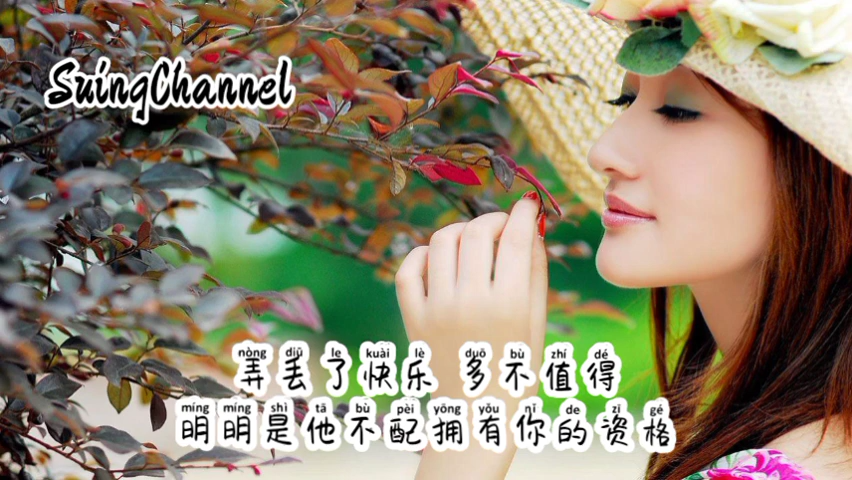 SuingChannel
nòng diū le kuài lè duō bù zhí dé
弄丢了快乐 多不值得
míng míng shì tā bù pèi yōng yǒu nǐ de zī gé
明明是他不配拥有你的资格